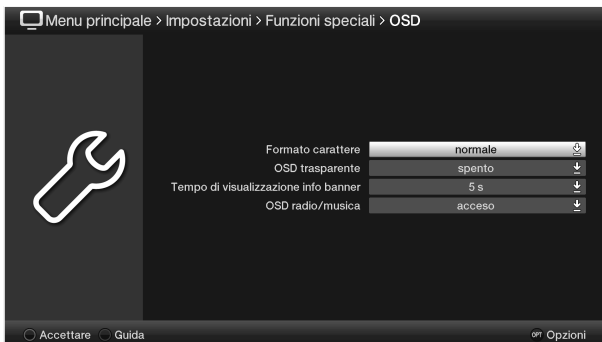 Menu principale > Impostazioni > Funzioni speciali > OSD
Formato carattere normale
OSD trasparente spento
Tempo di visualizzazione info banner 5 s
OSD radio/musica acceso
Accettare Guida OPT Opzioni